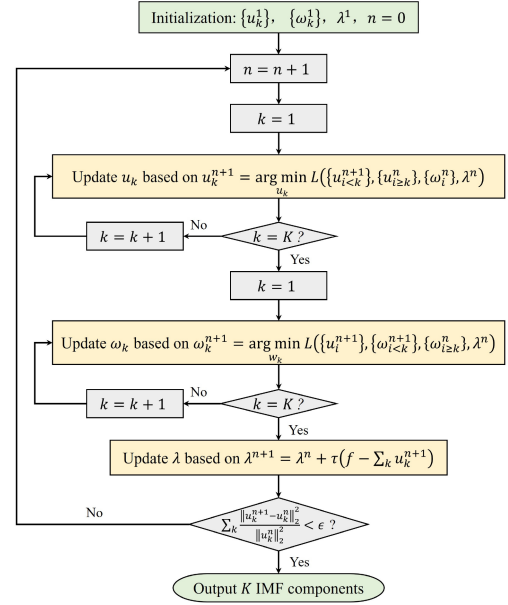 Initialization: {u_k^1}, {ω_k^1}, λ^1, n = 0
n = n + 1
k = 1
Update u_k based on u_k^{n+1} = arg min_{u_k} L({u_{i<k}^{n+1}}, {u_{i≥k}^n}, {ω_i^n}, λ^n)
No
k = k + 1
k = K ?
Yes
k = 1
Update ω_k based on ω_k^{n+1} = arg min_{w_k} L({u_i^{n+1}}, {ω_{i<k}^{n+1}}, {ω_{i≥k}^n}, λ^n)
No
k = k + 1
k = K ?
Yes
Update λ based on λ^{n+1} = λ^n + τ(f − ∑_k u_k^{n+1})
No
∑_k ‖u_k^{n+1}−u_k^n‖_2^2 / ‖u_k^n‖_2^2 < ϵ ?
Yes
Output K IMF components